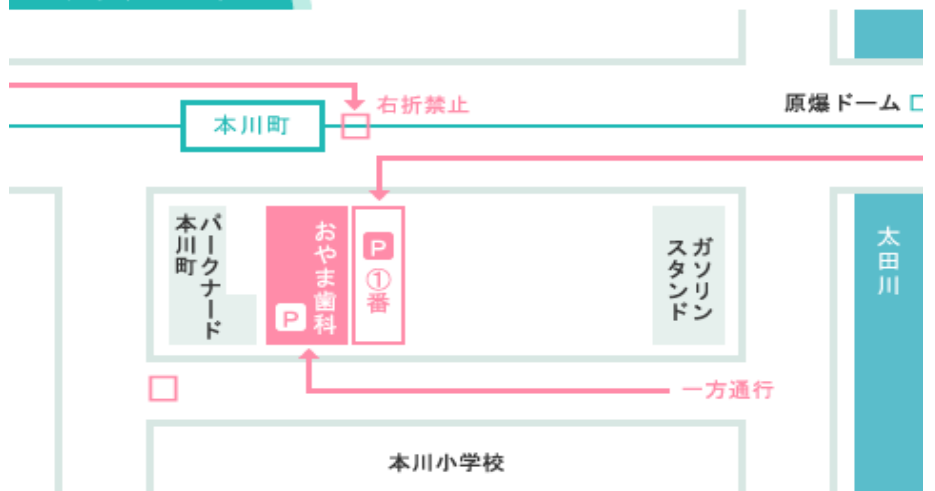 右折禁止
原爆ドーム
本川町
パークナード
本川町
おやま歯科
P
P
①番
ガソリン
スタンド
太田川
一方通行
本川小学校